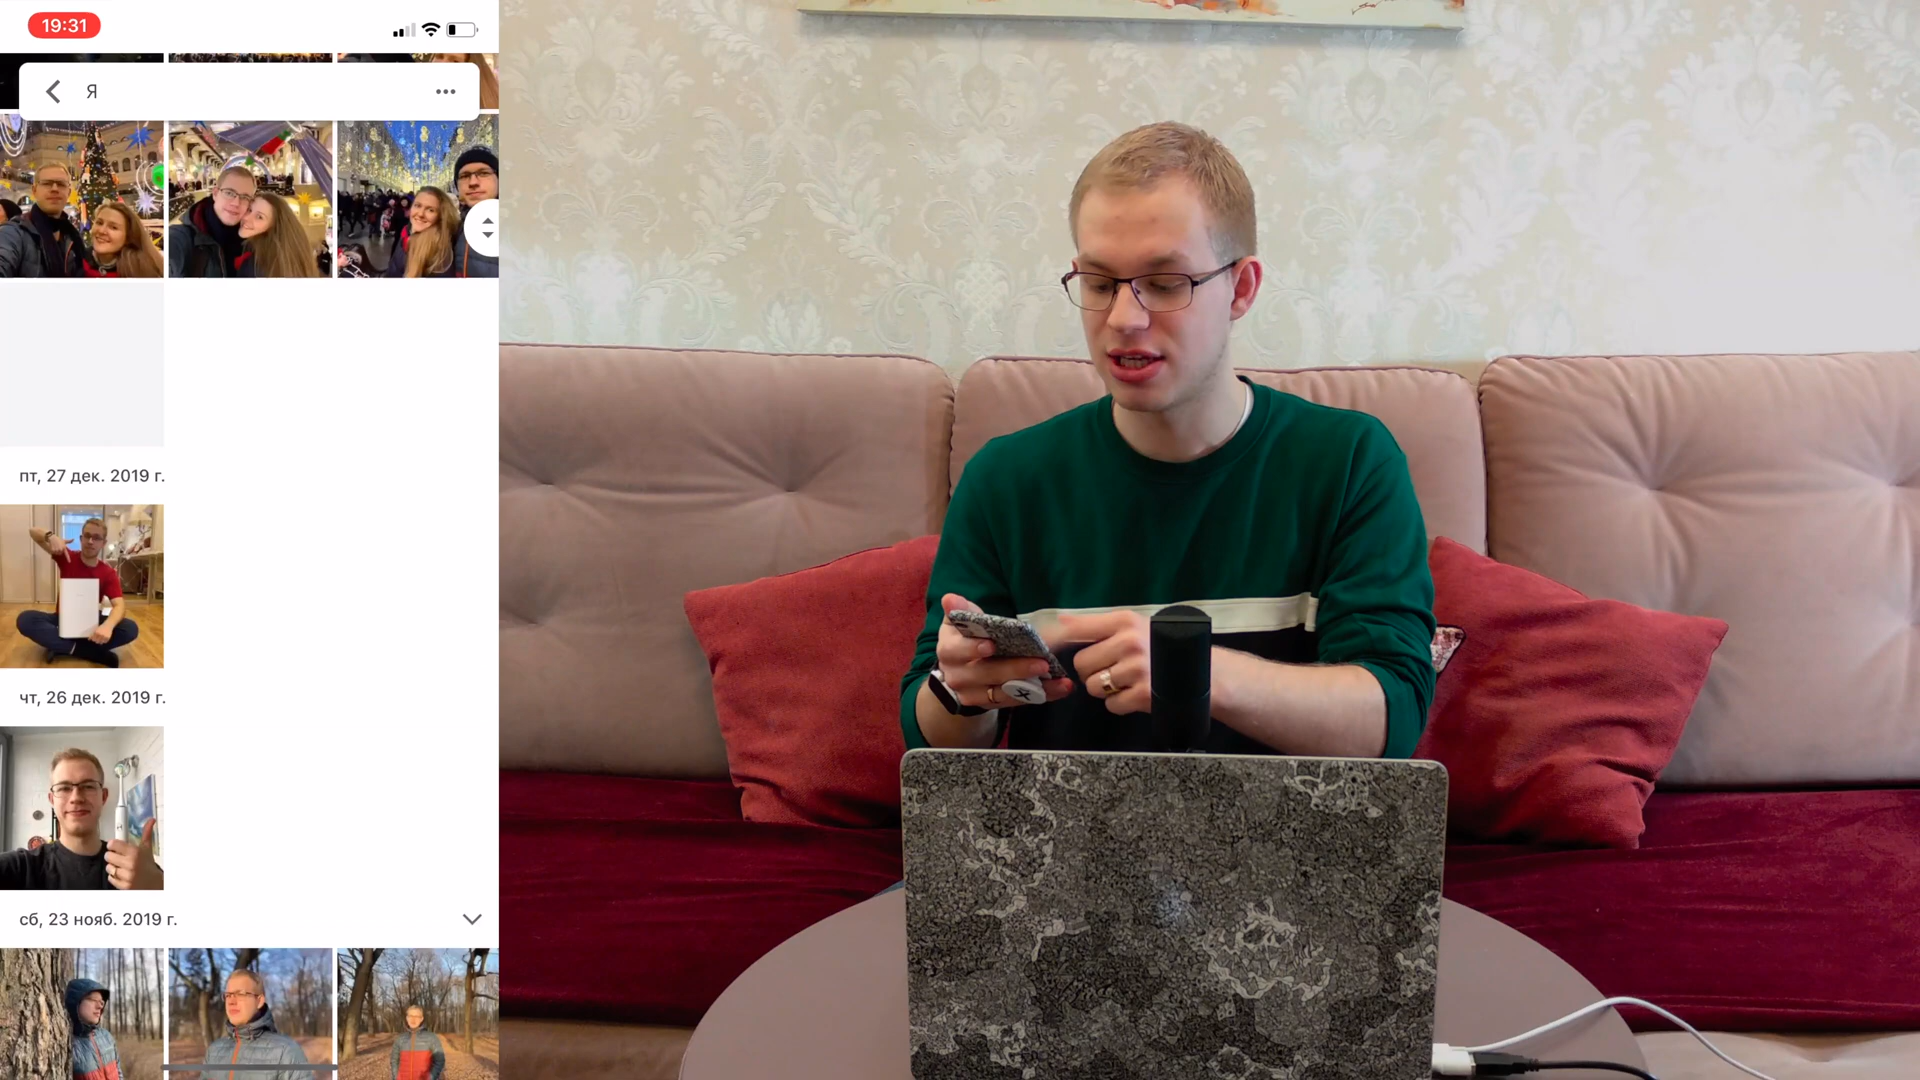 19:31
Я
пт, 27 дек. 2019 г.
чт, 26 дек. 2019 г.
сб, 23 нояб. 2019 г.